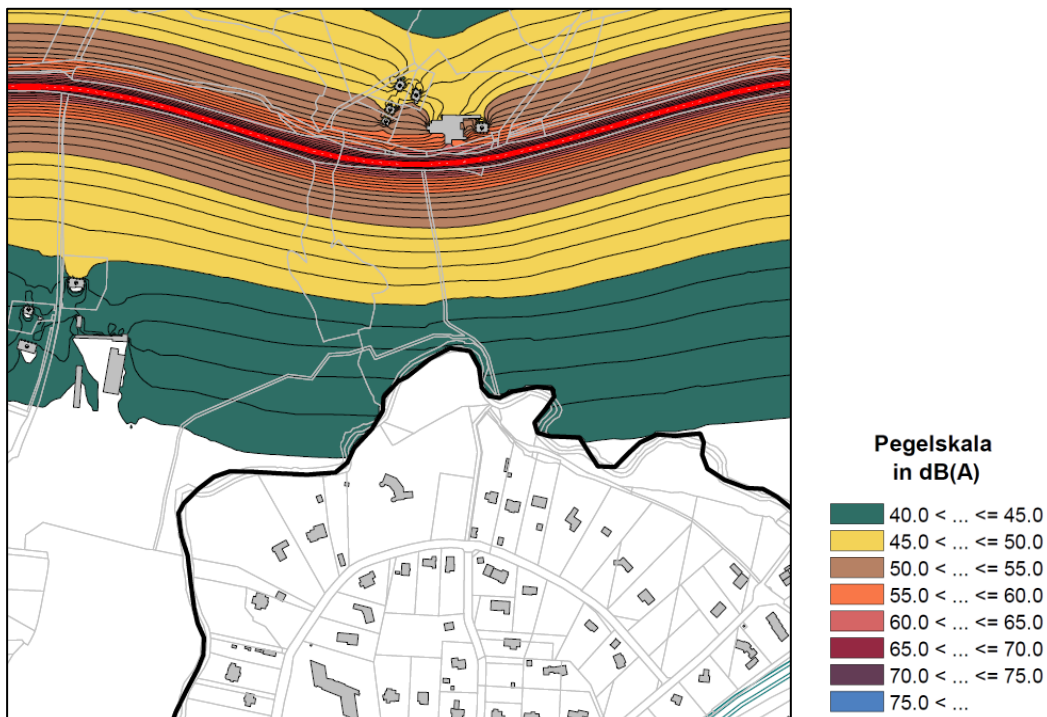 Pegelskala
in dB(A)
40.0 < ... <= 45.0
45.0 < ... <= 50.0
50.0 < ... <= 55.0
55.0 < ... <= 60.0
60.0 < ... <= 65.0
65.0 < ... <= 70.0
70.0 < ... <= 75.0
75.0 < ...